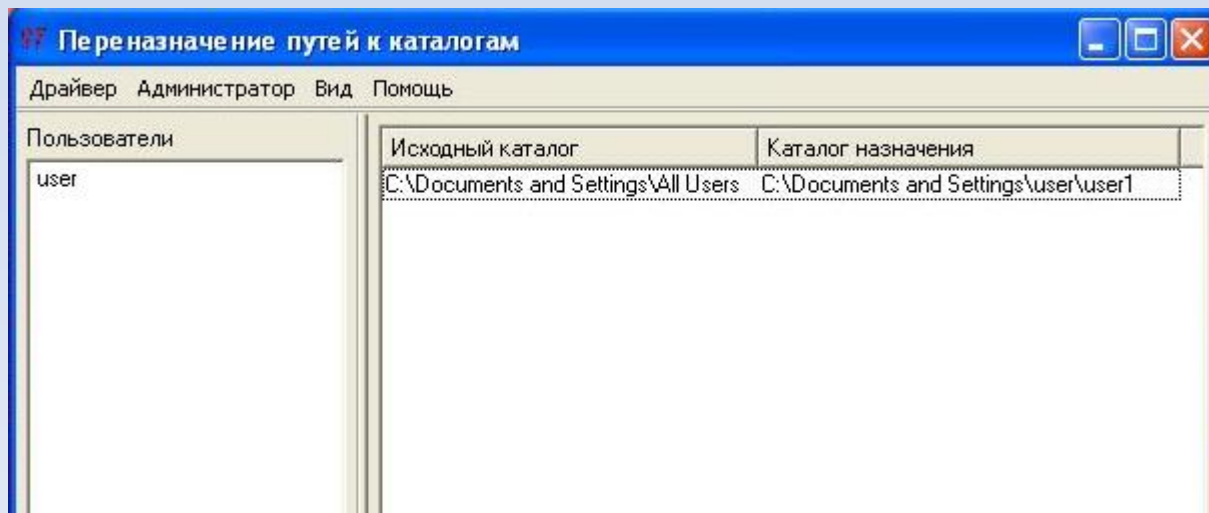 Переназначение путей к каталогам
Драйвер Администратор Вид Помощь
Пользователи
user
Исходный каталог Каталог назначения
C:\Documents and Settings\All Users C:\Documents and Settings\user\user1